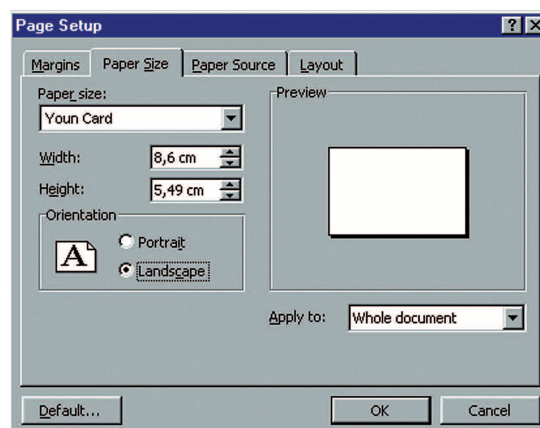 Page Setup
Margins Paper Size Paper Source Layout
Paper size:
Youn Card
Width: 8,6 cm
Height: 5,49 cm
Orientation
A
Portrait
Landscape
Preview
Apply to: Whole document
Default... OK Cancel